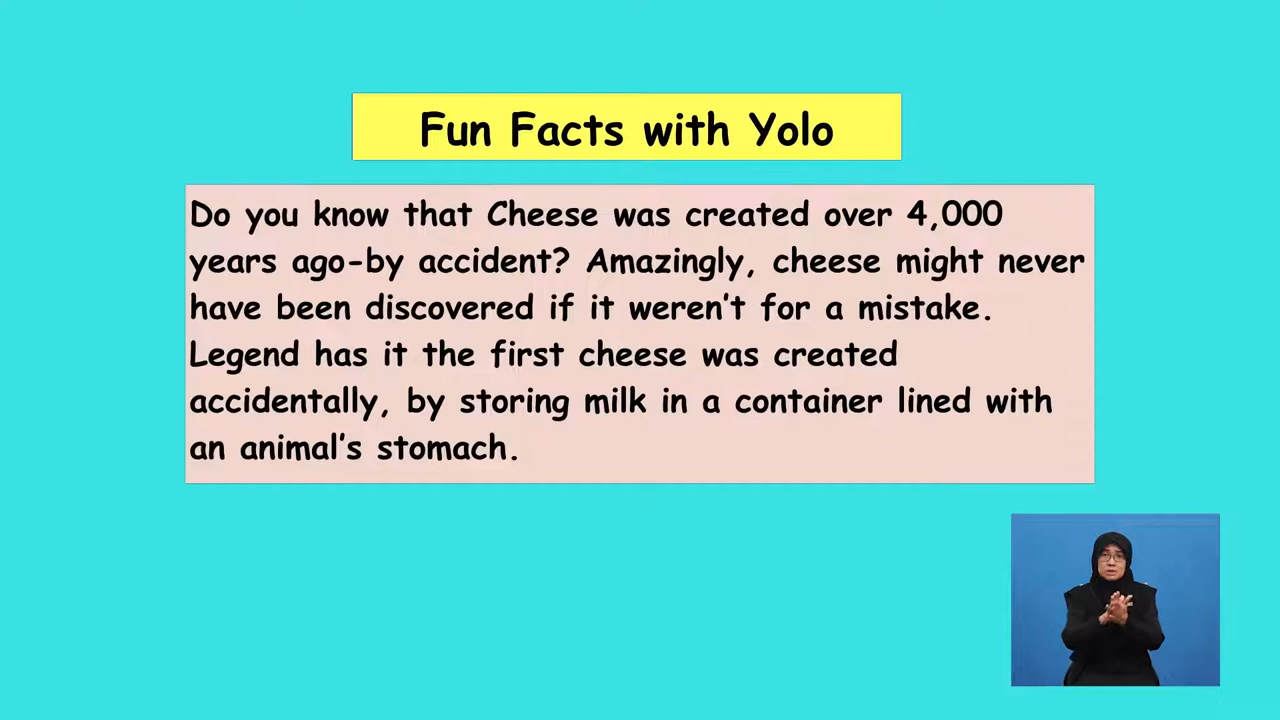 Fun Facts with Yolo
Do you know that Cheese was created over 4,000
years ago-by accident? Amazingly, cheese might never
have been discovered if it weren't for a mistake.
Legend has it the first cheese was created
accidentally, by storing milk in a container lined with
an animal's stomach.